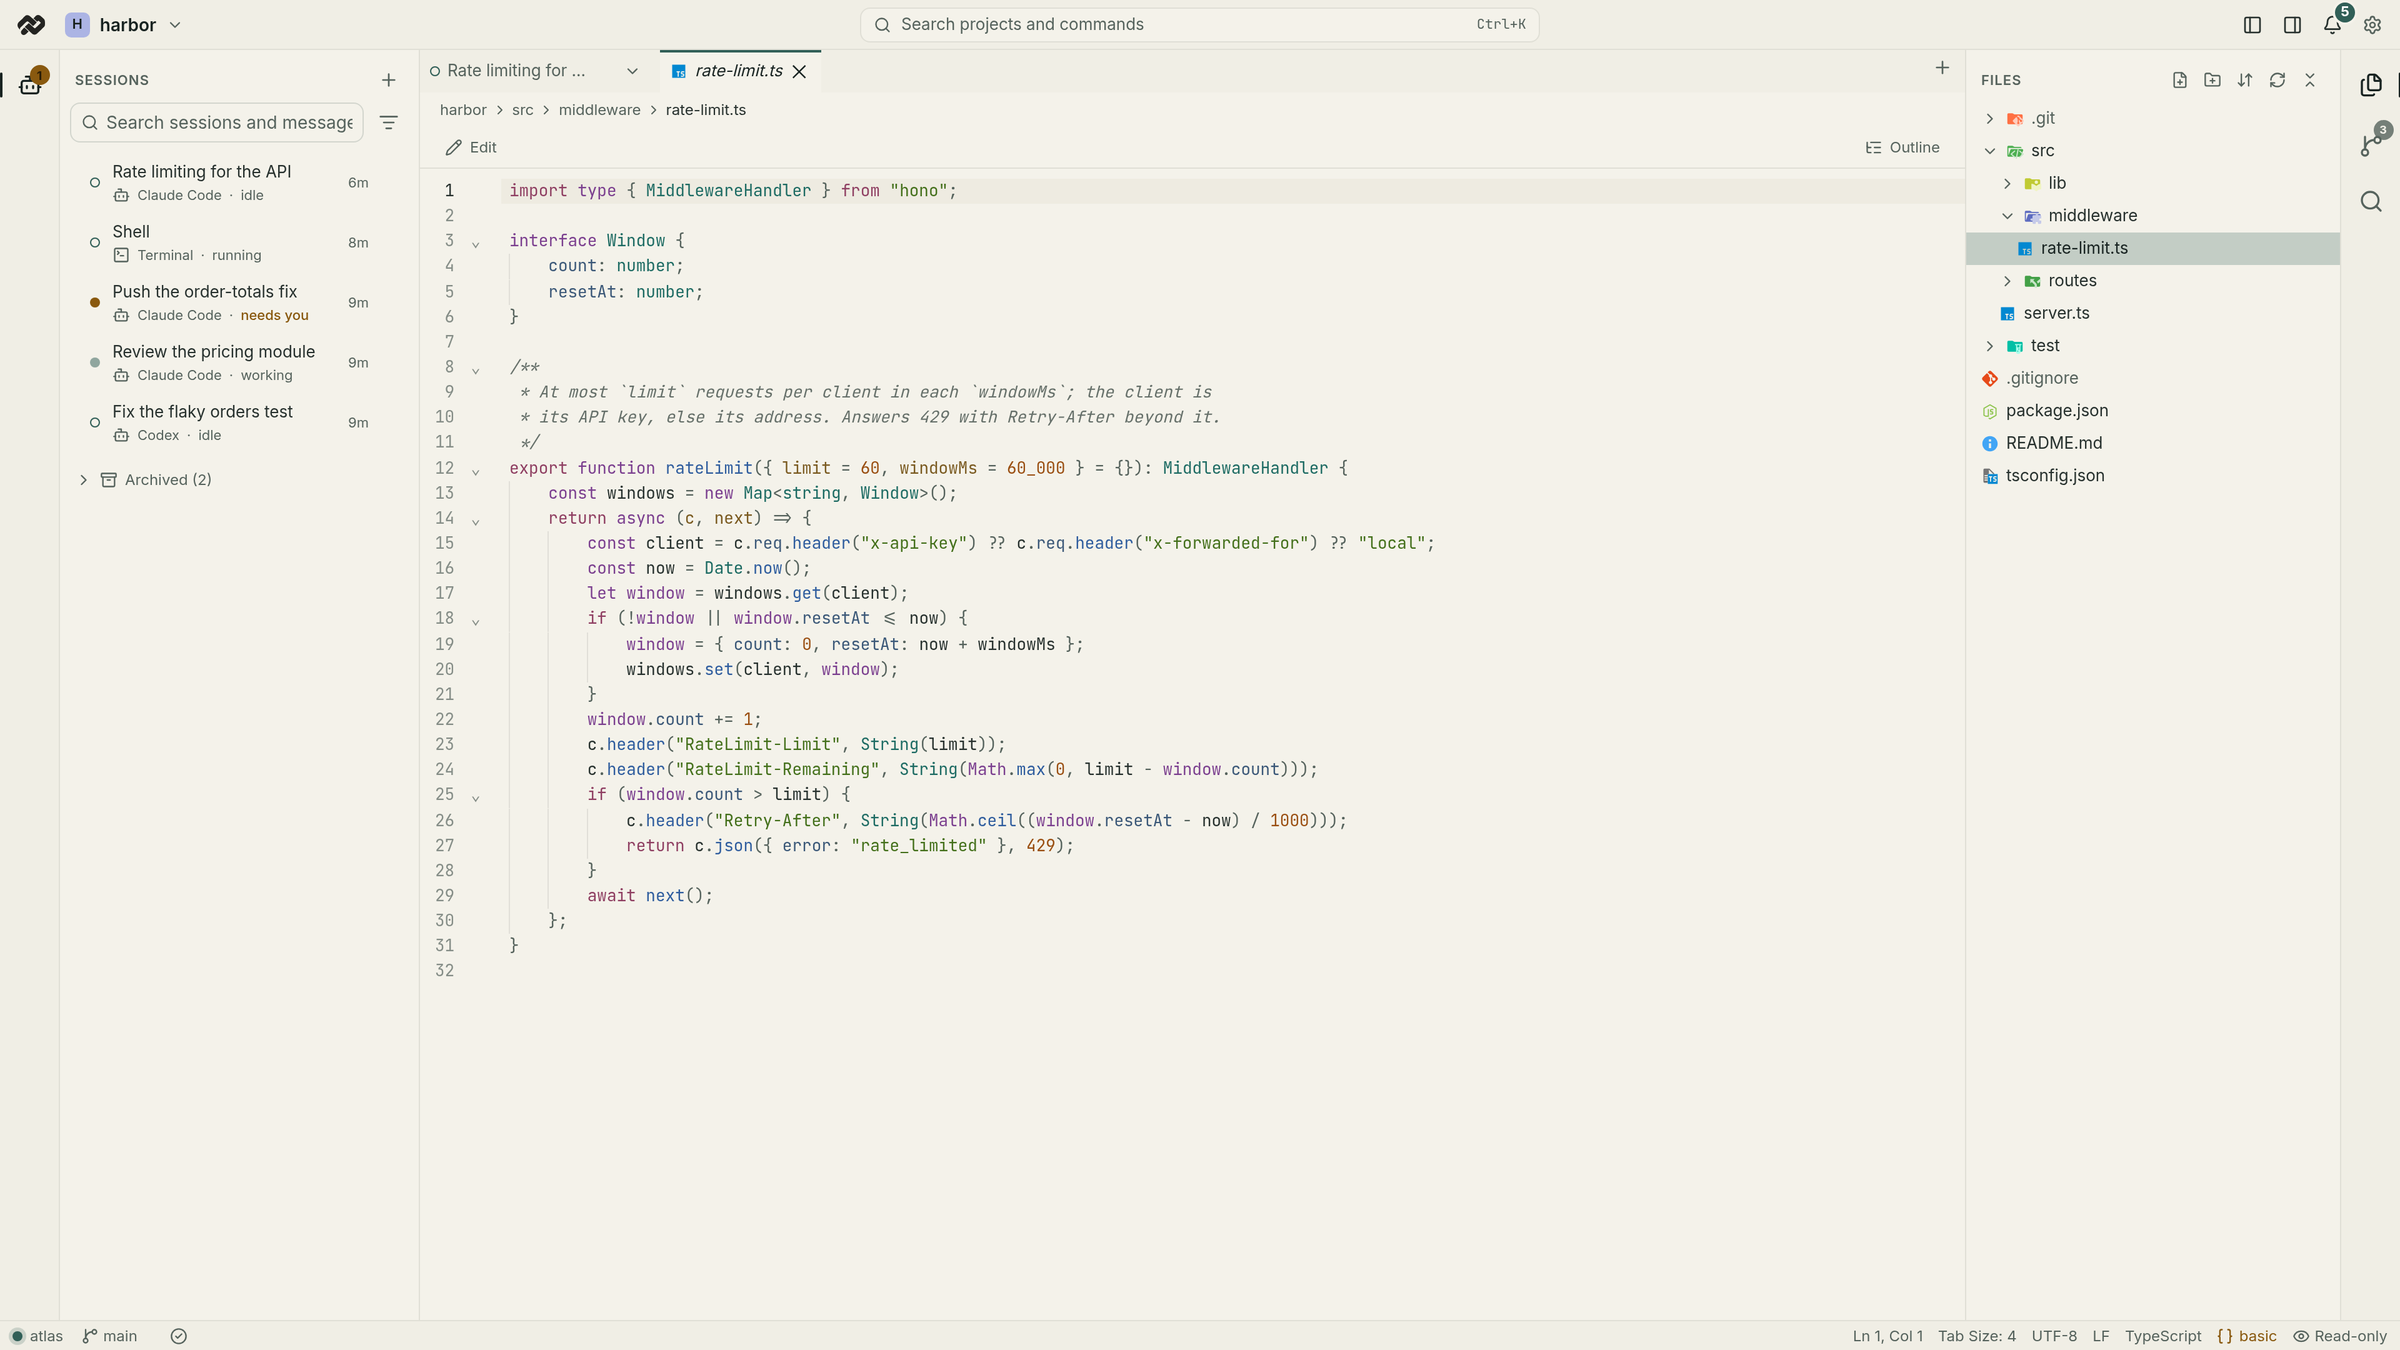 H harbor
Search projects and commands Ctrl+K
5
1
SESSIONS
Search sessions and message
Rate limiting for the API 6m
Claude Code · idle
Shell 8m
Terminal · running
Push the order-totals fix 9m
Claude Code · needs you
Review the pricing module 9m
Claude Code · working
Fix the flaky orders test 9m
Codex · idle
Archived (2)
Rate limiting for ...
TS rate-limit.ts
harbor > src > middleware > rate-limit.ts
Edit
Outline
1 import type { MiddlewareHandler } from "hono";
2
3 interface Window {
4     count: number;
5     resetAt: number;
6 }
7
8 /**
9  * At most `limit` requests per client in each `windowMs`; the client is
10  * its API key, else its address. Answers 429 with Retry-After beyond it.
11  */
12 export function rateLimit({ limit = 60, windowMs = 60_000 } = {}): MiddlewareHandler {
13     const windows = new Map<string, Window>();
14     return async (c, next) => {
15         const client = c.req.header("x-api-key") ?? c.req.header("x-forwarded-for") ?? "local";
16         const now = Date.now();
17         let window = windows.get(client);
18         if (!window || window.resetAt <= now) {
19             window = { count: 0, resetAt: now + windowMs };
20             windows.set(client, window);
21         }
22         window.count += 1;
23         c.header("RateLimit-Limit", String(limit));
24         c.header("RateLimit-Remaining", String(Math.max(0, limit - window.count)));
25         if (window.count > limit) {
26             c.header("Retry-After", String(Math.ceil((window.resetAt - now) / 1000)));
27             return c.json({ error: "rate_limited" }, 429);
28         }
29         await next();
30     };
31 }
32
FILES
.git
src
lib
middleware
TS rate-limit.ts
routes
TS server.ts
test
.gitignore
package.json
README.md
TS tsconfig.json
3
atlas main
Ln 1, Col 1 Tab Size: 4 UTF-8 LF TypeScript {} basic Read-only